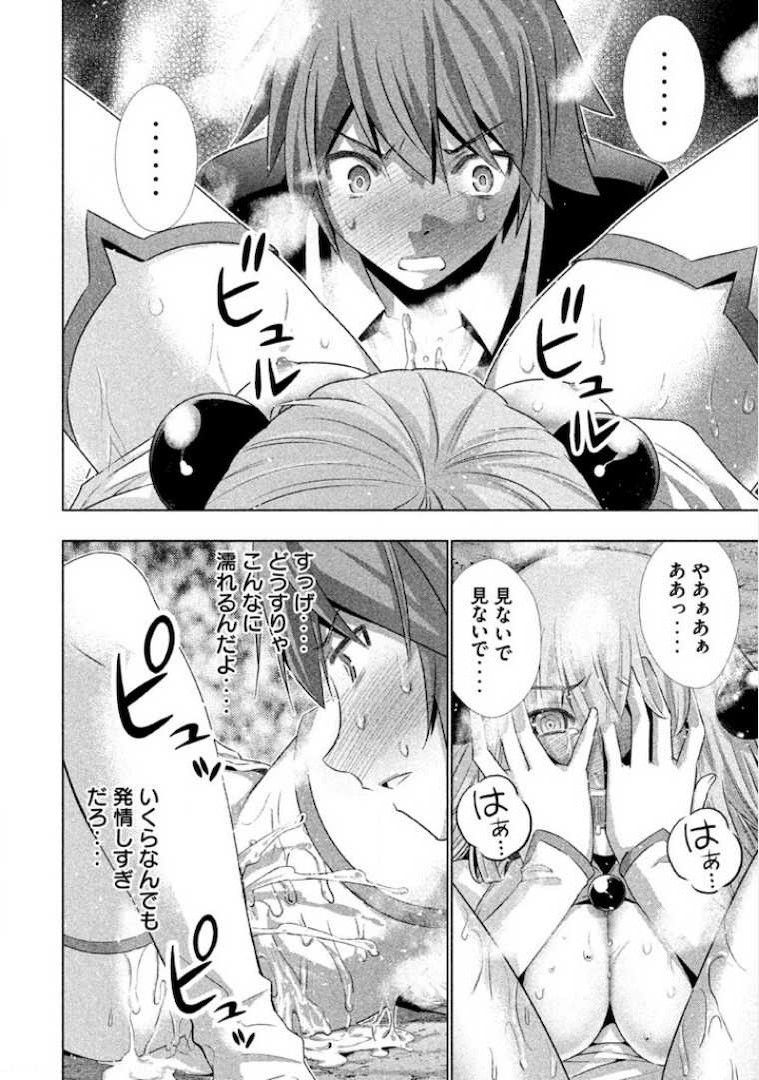 ・・・・・・
・・・・・・
ビュル
ビュル
やあぁあぁ
ああっ・・・・
見ないで
見ないで・・・・
はぁ…
はぁ…
すっげ・・・・
どうすりゃ
こんなに
濡れるんだよ・・・・
ピュッ
いくらなんでも
発情しすぎ
だろ・・・・
ピュッ